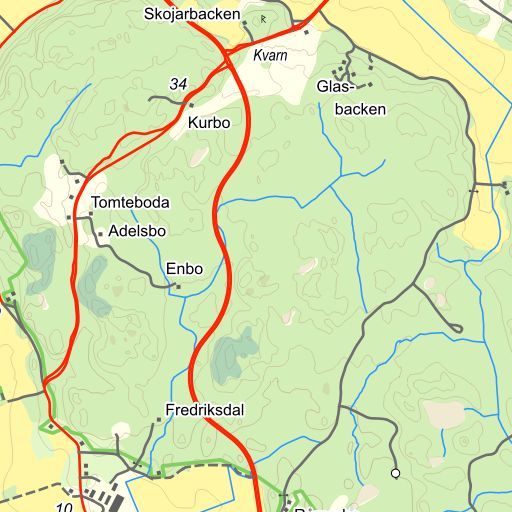 Skojarbacken
R
Kvarn
34
Glas-
backen
Kurbo
Tomteboda
Adelsbo
Enbo
Fredriksdal
10